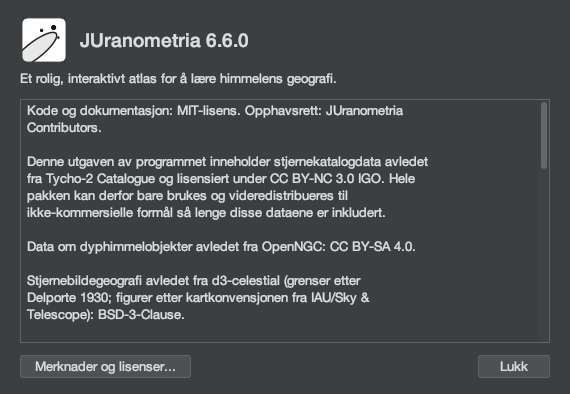 JUranometria 6.6.0
Et rolig, interaktivt atlas for å lære himmelens geografi.
Kode og dokumentasjon: MIT-lisens. Opphavsrett: JUranometria
Contributors.
Denne utgaven av programmet inneholder stjernekatalogdata avledet
fra Tycho-2 Catalogue og lisensiert under CC BY-NC 3.0 IGO. Hele
pakken kan derfor bare brukes og videredistribueres til
ikke-kommersielle formål så lenge disse dataene er inkludert.
Data om dyphimmelobjekter avledet fra OpenNGC: CC BY-SA 4.0.
Stjernebildegeografi avledet fra d3-celestial (grenser etter
Delporte 1930; figurer etter kartkonvensjonen fra IAU/Sky &
Telescope): BSD-3-Clause.
Merknader og lisenser...
Lukk